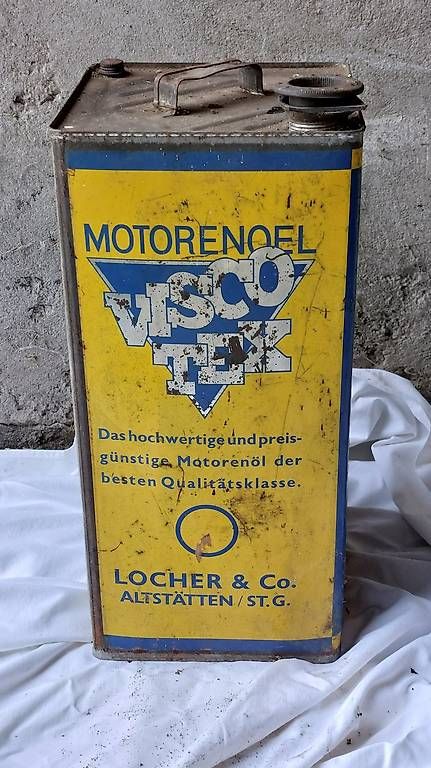 MOTORENOEL
VISCO
TEX
Das hochwertige und preis-
günstige Motorenöl der
besten Qualitätsklasse.
LOCHER & Co.
ALTSTÄTTEN/ST.G.